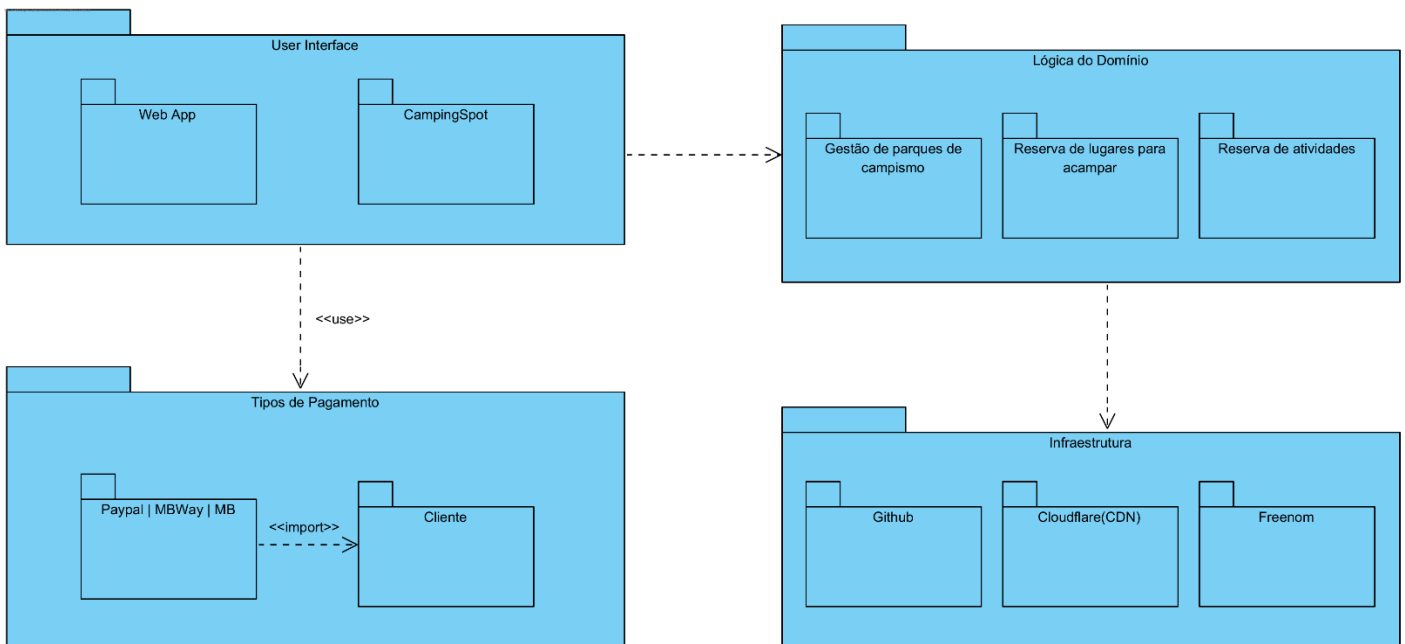 User Interface
Web App
CampingSpot
Lógica do Domínio
Gestão de parques de
campismo
Reserva de lugares para
acampar
Reserva de atividades
<<use>>
Tipos de Pagamento
Paypal | MBWay | MB
<<import>>
Cliente
Infraestrutura
Github
Cloudflare(CDN)
Freenom